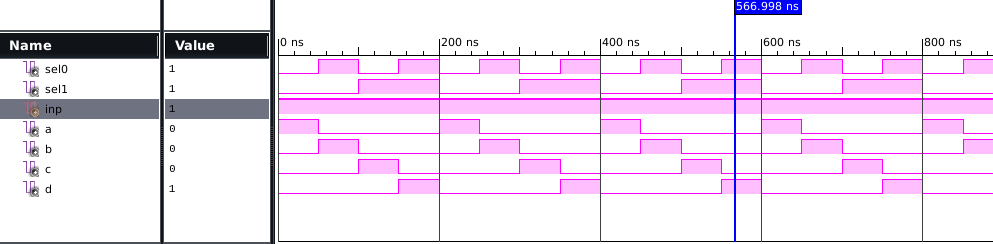 566.998 ns
Name Value 0 ns 200 ns 400 ns 600 ns 800 ns
sel0 1
sel1 1
inp 1
a 0
b 0
c 0
d 1